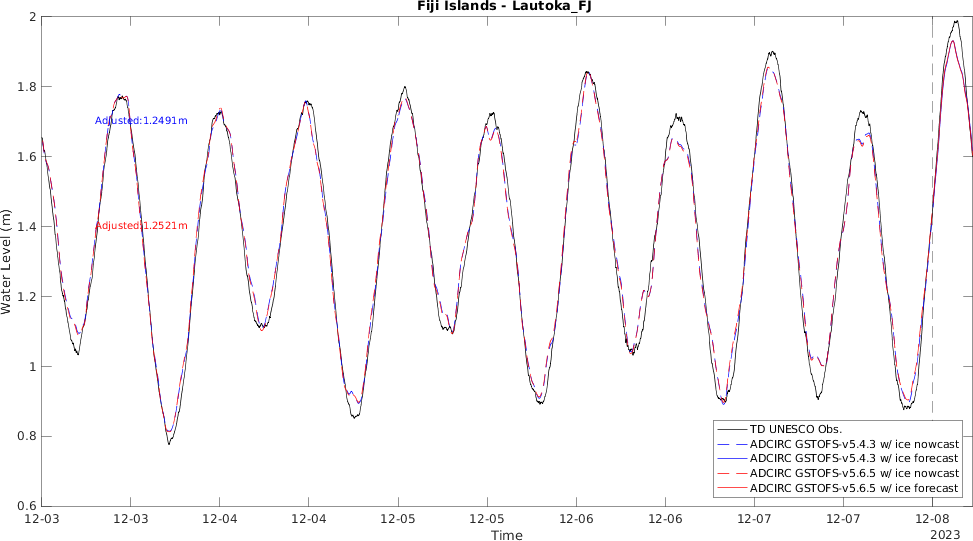 Fiji Islands - Lautoka_FJ
2
1.8
1.6
1.4
1.2
1
0.8
0.6
Water Level (m)
Adjusted:1.2491m
Adjusted:1.2521m
TD UNESCO Obs.
ADCIRC GSTOFS-v5.4.3 w/ ice nowcast
ADCIRC GSTOFS-v5.4.3 w/ ice forecast
ADCIRC GSTOFS-v5.6.5 w/ ice nowcast
ADCIRC GSTOFS-v5.6.5 w/ ice forecast
12-03 12-03 12-04 12-04 12-05 12-05 12-06 12-06 12-07 12-07 12-08
2023
Time